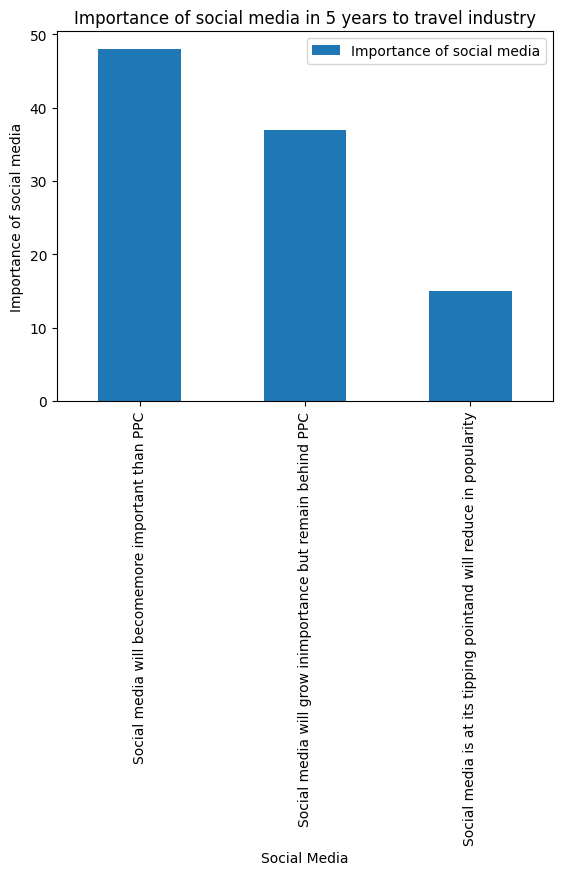 Importance of social media in 5 years to travel industry
Importance of social media
Importance of social media
50
40
30
20
10
0
Social media will becomemore important than PPC
Social media will grow inimportance but remain behind PPC
Social media is at its tipping pointand will reduce in popularity
Social Media